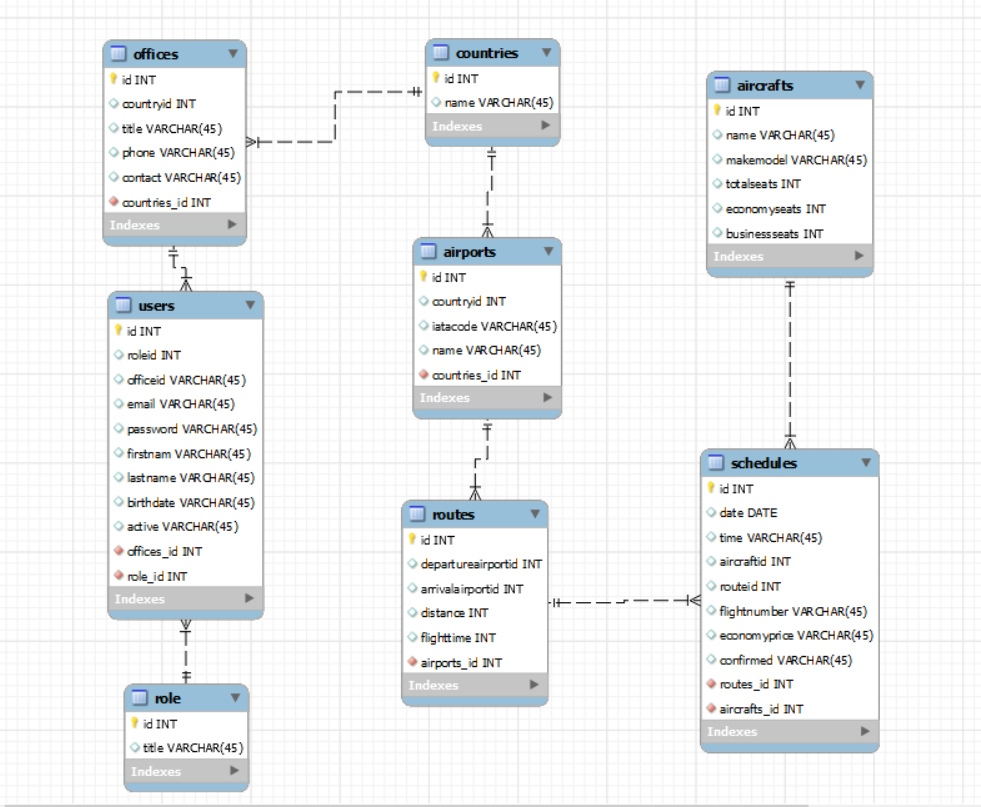 offices
id INT
countryid INT
title VARCHAR(45)
phone VARCHAR(45)
contact VARCHAR(45)
countries_id INT
Indexes
countries
id INT
name VARCHAR(45)
Indexes
aircrafts
id INT
name VARCHAR(45)
makemodel VARCHAR(45)
totalseats INT
economyseats INT
businessseats INT
Indexes
airports
id INT
countryid INT
iatacode VARCHAR(45)
name VARCHAR(45)
countries_id INT
Indexes
users
id INT
roleid INT
officeid VARCHAR(45)
email VARCHAR(45)
password VARCHAR(45)
firstnam VARCHAR(45)
lastname VARCHAR(45)
birthdate VARCHAR(45)
active VARCHAR(45)
offices_id INT
role_id INT
Indexes
routes
id INT
departureairportid INT
arrivalairportid INT
distance INT
flighttime INT
airports_id INT
Indexes
schedules
id INT
date DATE
time VARCHAR(45)
aircraftid INT
routeid INT
flightnumber VARCHAR(45)
economyprice VARCHAR(45)
confirmed VARCHAR(45)
routes_id INT
aircrafts_id INT
Indexes
role
id INT
title VARCHAR(45)
Indexes